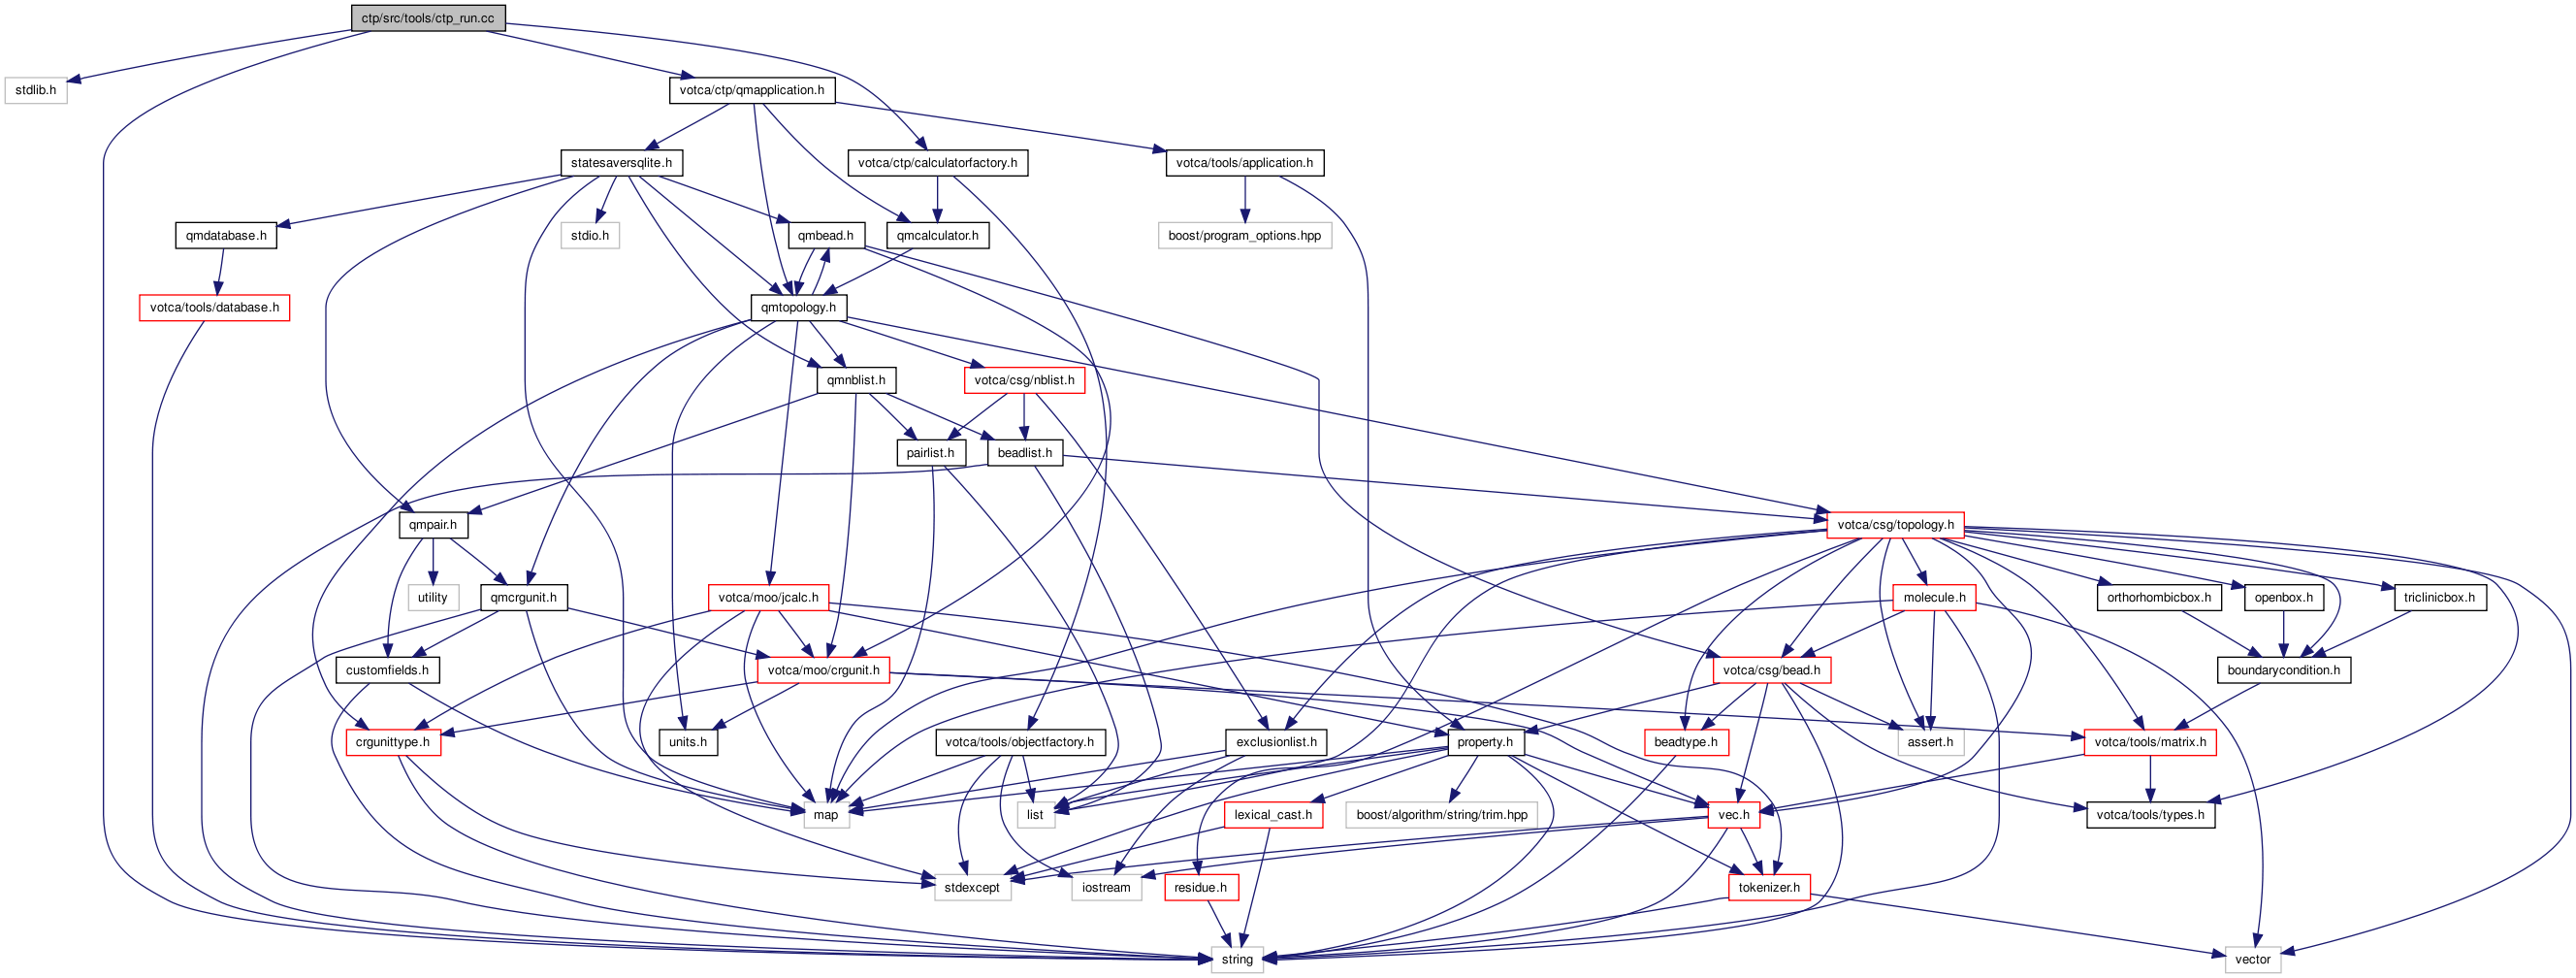 ctp/src/tools/ctp_run.cc
stdlib.h
votca/ctp/qmapplication.h
statesaversqlite.h
votca/ctp/calculatorfactory.h
votca/tools/application.h
qmdatabase.h
stdio.h
qmbead.h
qmcalculator.h
boost/program_options.hpp
votca/tools/database.h
qmtopology.h
qmnblist.h
votca/csg/nblist.h
pairlist.h
beadlist.h
qmpair.h
votca/csg/topology.h
utility
qmcrgunit.h
votca/moo/jcalc.h
molecule.h
orthorhombicbox.h
openbox.h
triclinicbox.h
customfields.h
votca/moo/crgunit.h
votca/csg/bead.h
boundarycondition.h
crgunittype.h
units.h
votca/tools/objectfactory.h
exclusionlist.h
property.h
beadtype.h
assert.h
votca/tools/matrix.h
map
list
lexical_cast.h
boost/algorithm/string/trim.hpp
vec.h
votca/tools/types.h
stdexcept
iostream
residue.h
tokenizer.h
string
vector